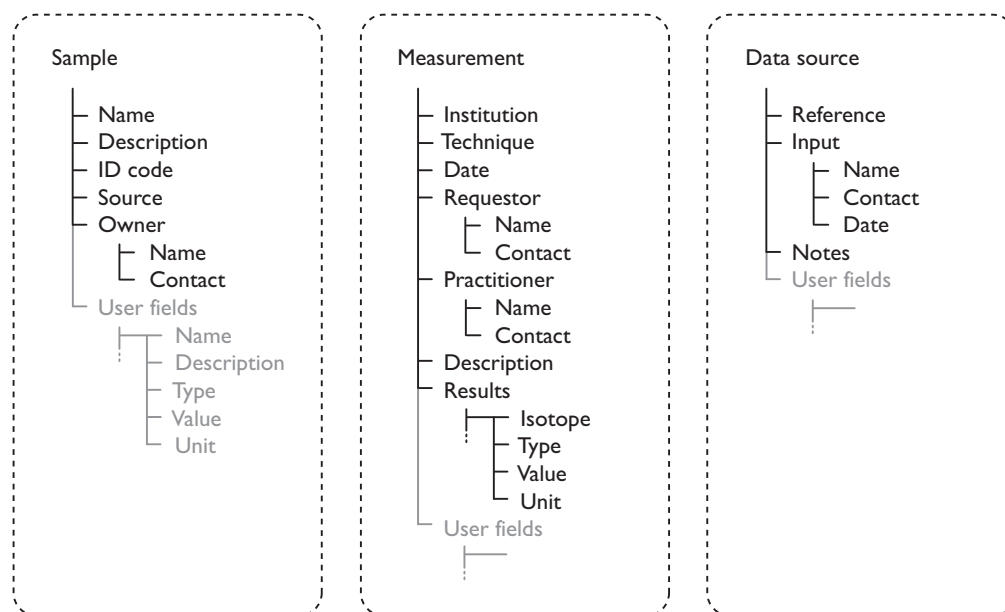 Sample
Name
Description
ID code
Source
Owner
Name
Contact
User fields
Name
Description
Type
Value
Unit
Measurement
Institution
Technique
Date
Requestor
Name
Contact
Practitioner
Name
Contact
Description
Results
Isotope
Type
Value
Unit
User fields
Data source
Reference
Input
Name
Contact
Date
Notes
User fields